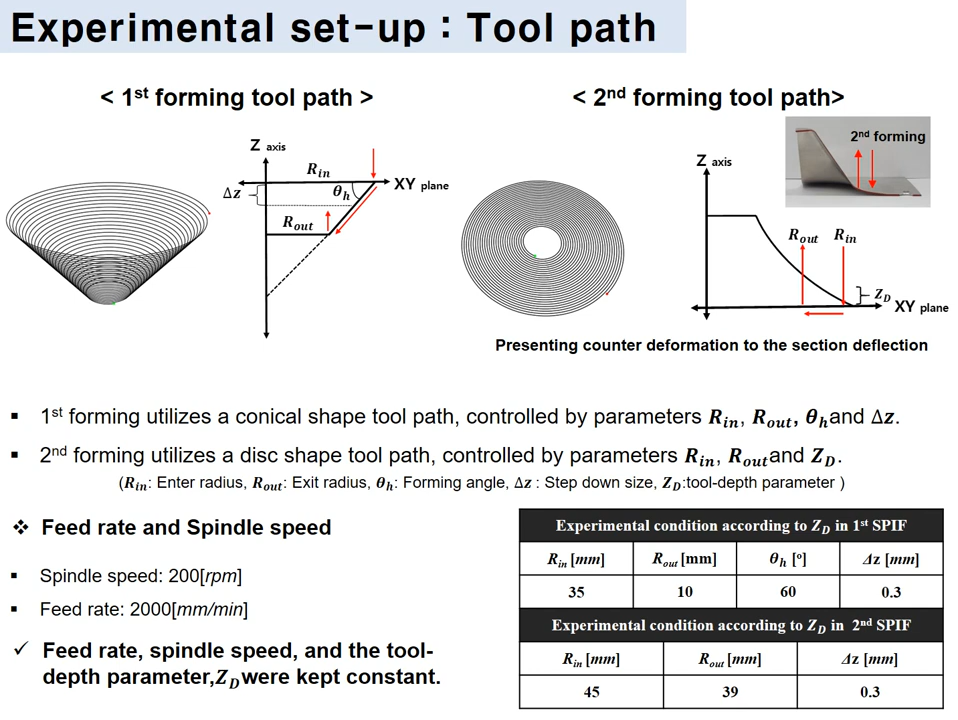 Experimental set-up : Tool path
< 1st forming tool path >
< 2nd forming tool path>
Z axis
R_in
XY plane
Δz
θ_h
R_out
2nd forming
Z axis
R_out R_in
Z_D
XY plane
Presenting counter deformation to the section deflection
▪ 1st forming utilizes a conical shape tool path, controlled by parameters R_in, R_out, θ_h and Δz.
▪ 2nd forming utilizes a disc shape tool path, controlled by parameters R_in, R_out and Z_D.
(R_in: Enter radius, R_out: Exit radius, θ_h: Forming angle, Δz : Step down size, Z_D:tool-depth parameter )
❖ Feed rate and Spindle speed
▪ Spindle speed: 200[rpm]
▪ Feed rate: 2000[mm/min]
✓ Feed rate, spindle speed, and the tool-
depth parameter,Z_D were kept constant.
Experimental condition according to Z_D in 1st SPIF
R_in [mm] R_out [mm] θ_h [o] Δz [mm]
35 10 60 0.3
Experimental condition according to Z_D in 2nd SPIF
R_in [mm] R_out [mm] Δz [mm]
45 39 0.3